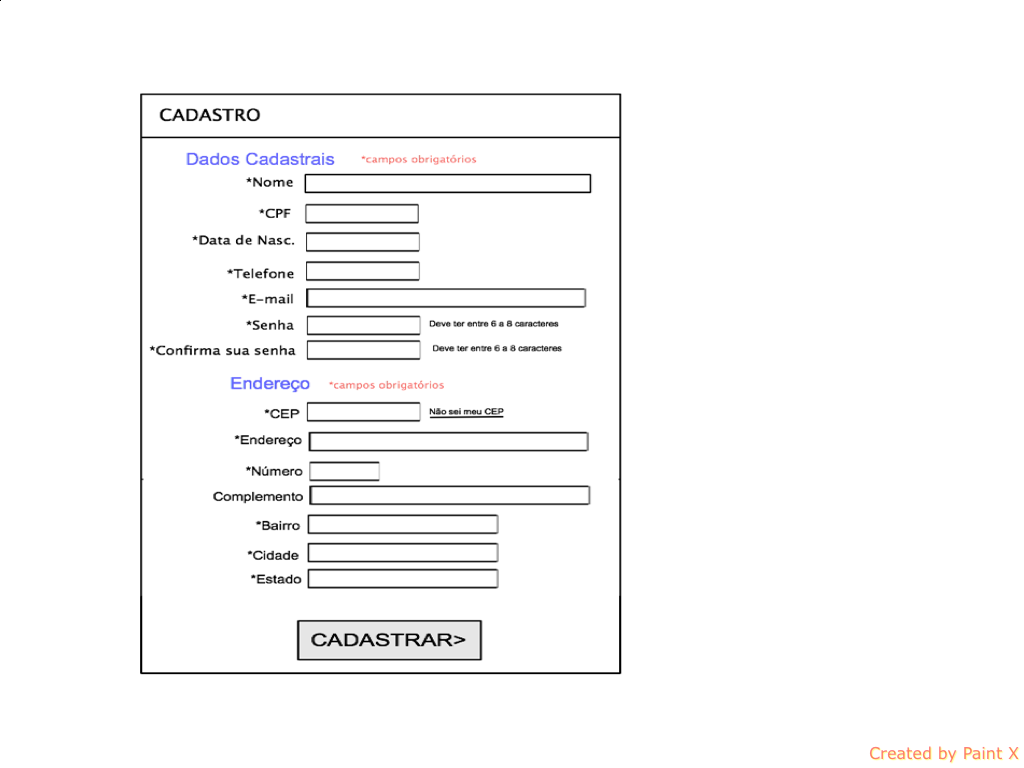 CADASTRO
Dados Cadastrais *campos obrigatórios
*Nome
*CPF
*Data de Nasc.
*Telefone
*E-mail
*Senha Deve ter entre 6 a 8 caracteres
*Confirma sua senha Deve ter entre 6 a 8 caracteres
Endereço *campos obrigatórios
*CEP Não sei meu CEP
*Endereço
*Número
Complemento
*Bairro
*Cidade
*Estado
CADASTRAR>
Created by Paint X